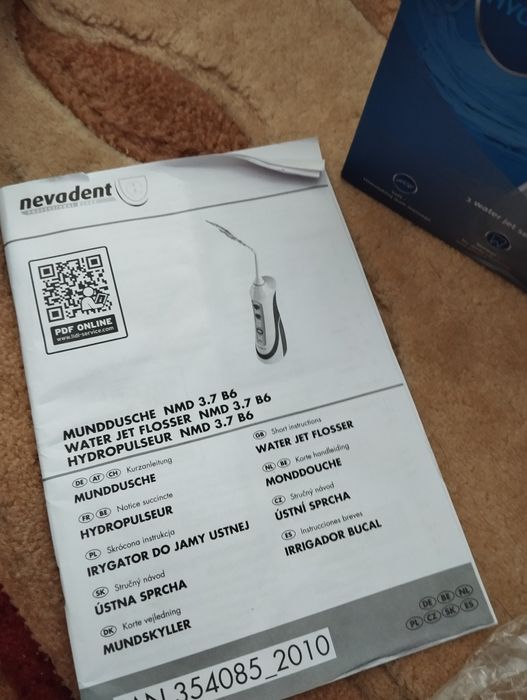 nevadent
PROFESSIONAL
PDF ONLINE
www.lidl-service.com
MUNDDUSCHE NMD 3.7 B6
WATER JET FLOSSER NMD 3.7 B6
HYDROPULSEUR NMD 3.7 B6
DE AT CH Kurzanleitung
MUNDDUSCHE
FR BE Notice succincte
HYDROPULSEUR
PL Skrócona instrukcja
IRYGATOR DO JAMY USTNEJ
SK Stručný návod
ÚSTNA SPRCHA
DK Korte vejledning
MUNDSKYLLER
GB Short instructions
WATER JET FLOSSER
NL BE Korte handleiding
MONDDOUCHE
CZ Stručný návod
ÚSTNÍ SPRCHA
ES Instrucciones breves
IRRIGADOR BUCAL
DE BE NL
PL CZ SK ES
IAN 354085_2010
3 water jet